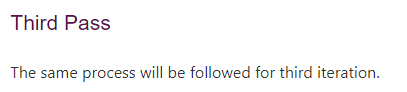 Third Pass
The same process will be followed for third iteration.